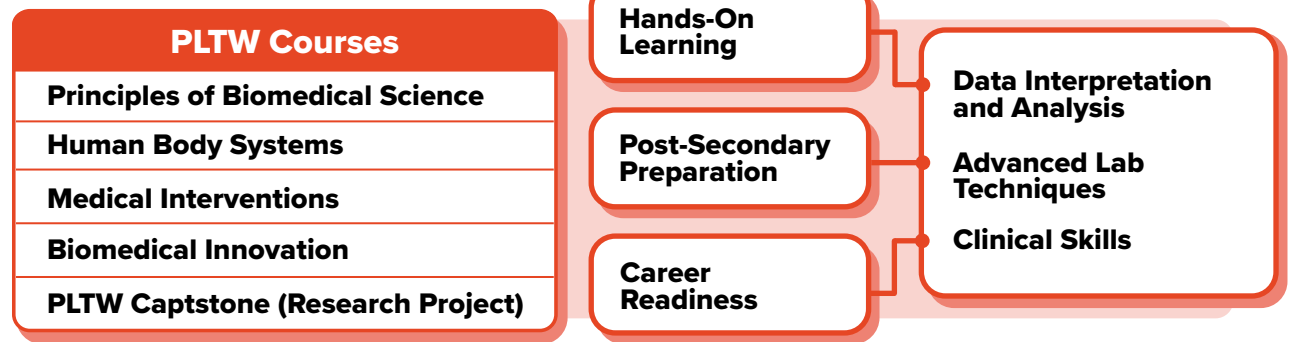 PLTW Courses
Principles of Biomedical Science
Human Body Systems
Medical Interventions
Biomedical Innovation
PLTW Captstone (Research Project)
Hands-On
Learning
Post-Secondary
Preparation
Career
Readiness
Data Interpretation
and Analysis
Advanced Lab
Techniques
Clinical Skills